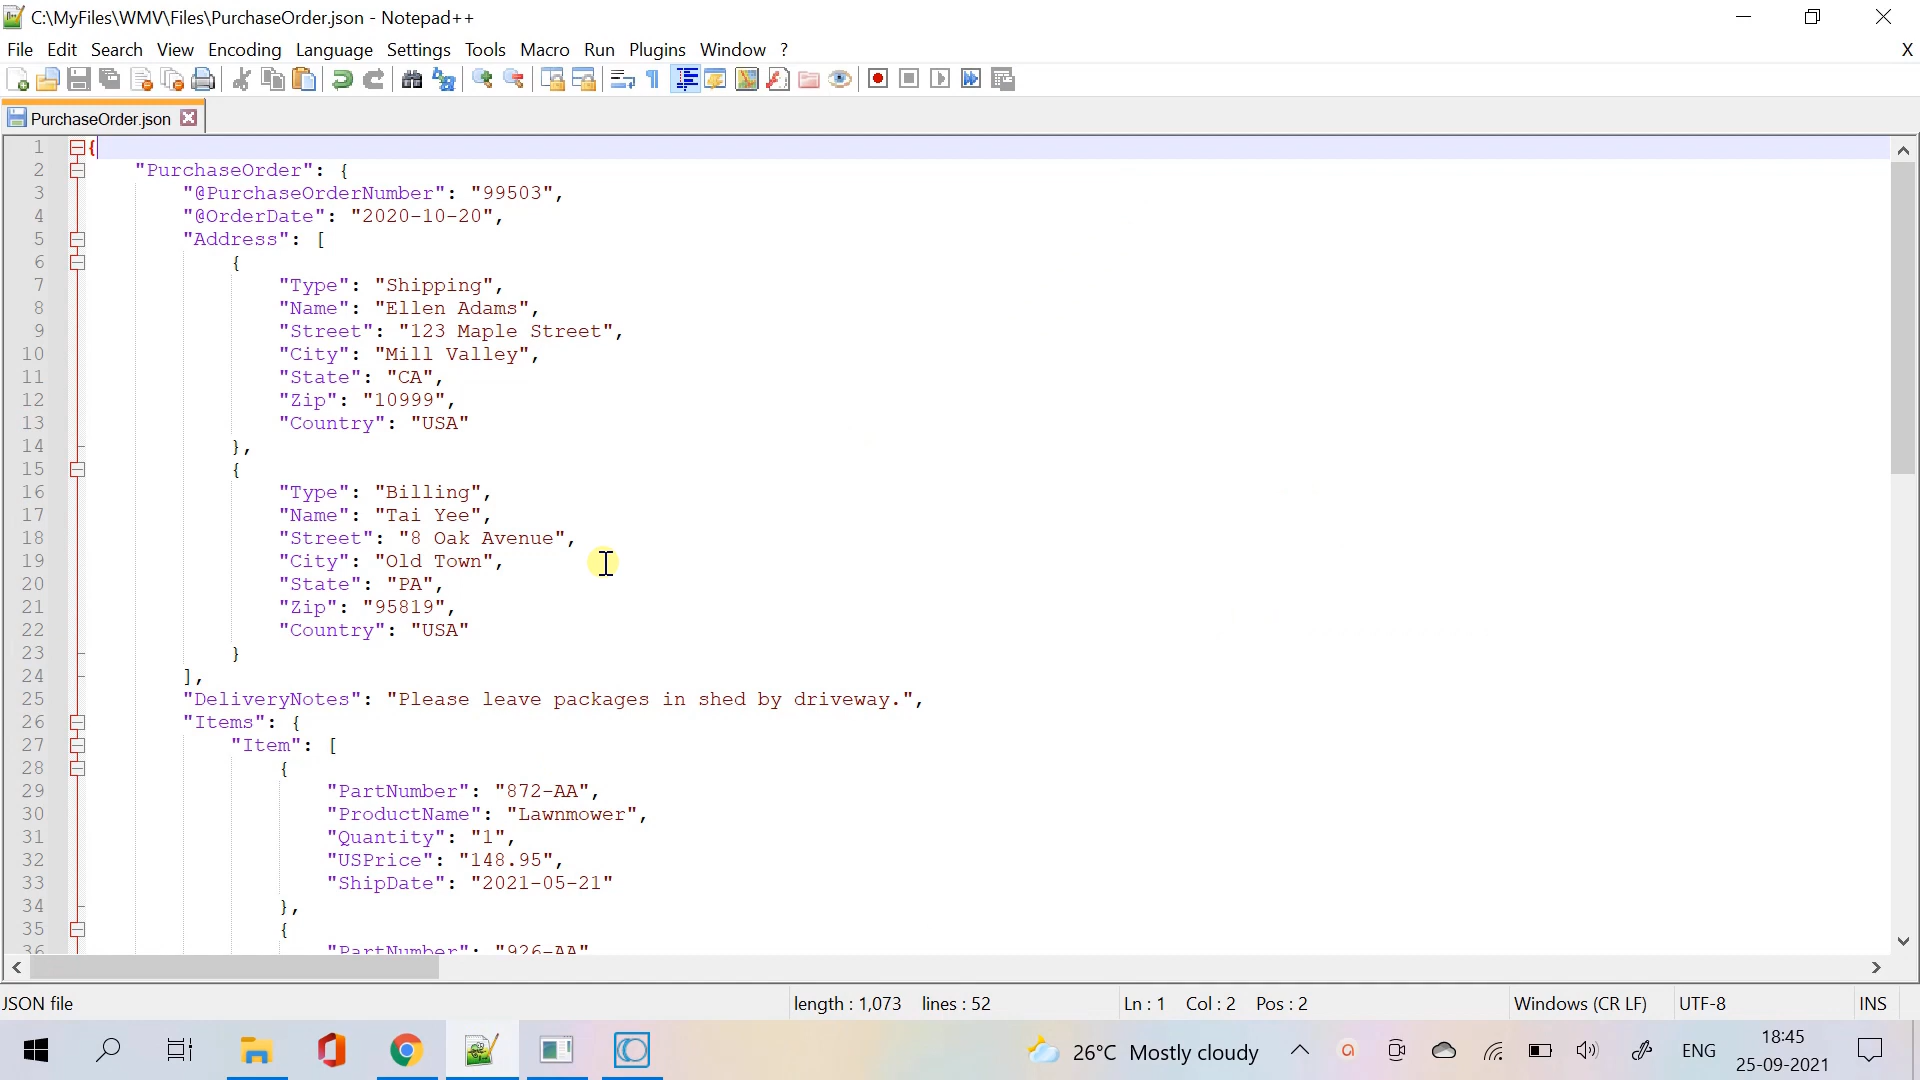 C:\MyFiles\WMV\Files\PurchaseOrder.json - Notepad++
File Edit Search View Encoding Language Settings Tools Macro Run Plugins Window ? X
PurchaseOrder.json
1 {
2 "PurchaseOrder": {
3 "@PurchaseOrderNumber": "99503",
4 "@OrderDate": "2020-10-20",
5 "Address": [
6 {
7 "Type": "Shipping",
8 "Name": "Ellen Adams",
9 "Street": "123 Maple Street",
10 "City": "Mill Valley",
11 "State": "CA",
12 "Zip": "10999",
13 "Country": "USA"
14 },
15 {
16 "Type": "Billing",
17 "Name": "Tai Yee",
18 "Street": "8 Oak Avenue",
19 "City": "Old Town",
20 "State": "PA",
21 "Zip": "95819",
22 "Country": "USA"
23 }
24 ],
25 "DeliveryNotes": "Please leave packages in shed by driveway.",
26 "Items": {
27 "Item": [
28 {
29 "PartNumber": "872-AA",
30 "ProductName": "Lawnmower",
31 "Quantity": "1",
32 "USPrice": "148.95",
33 "ShipDate": "2021-05-21"
34 },
35 {
36 "PartNumber": "926-AA"
JSON file length : 1,073 lines : 52 Ln : 1 Col : 2 Pos : 2 Windows (CR LF) UTF-8 INS
26°C Mostly cloudy ENG 18:45
25-09-2021